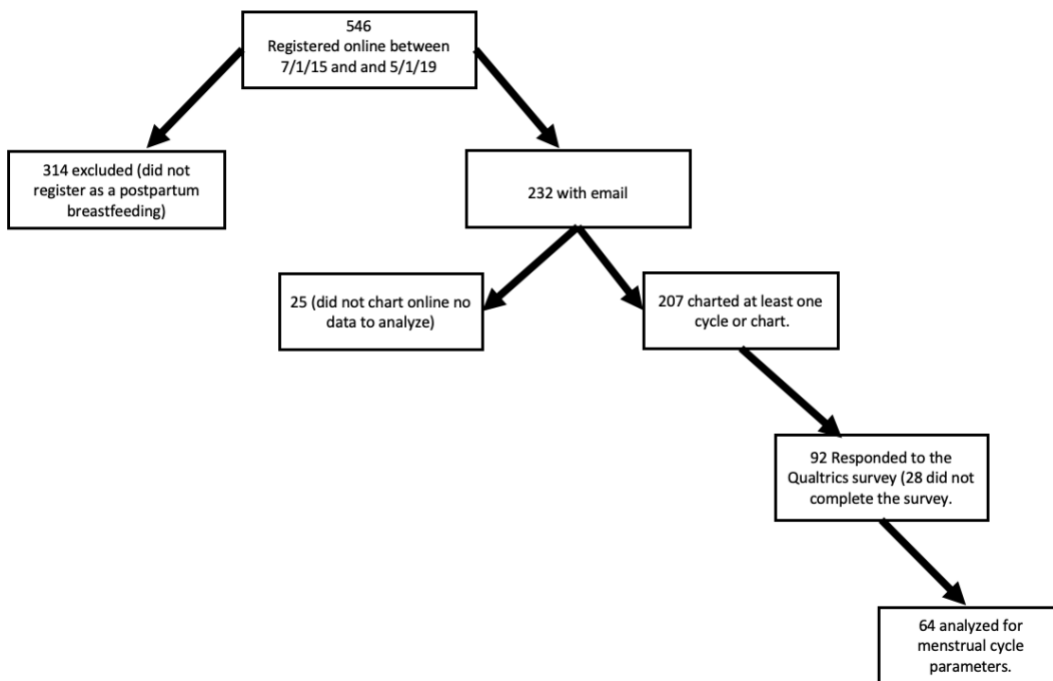 546
Registered online between
7/1/15 and and 5/1/19
314 excluded (did not
register as a postpartum
breastfeeding)
232 with email
25 (did not chart online no
data to analyze)
207 charted at least one
cycle or chart.
92 Responded to the
Qualtrics survey (28 did not
complete the survey.
64 analyzed for
menstrual cycle
parameters.